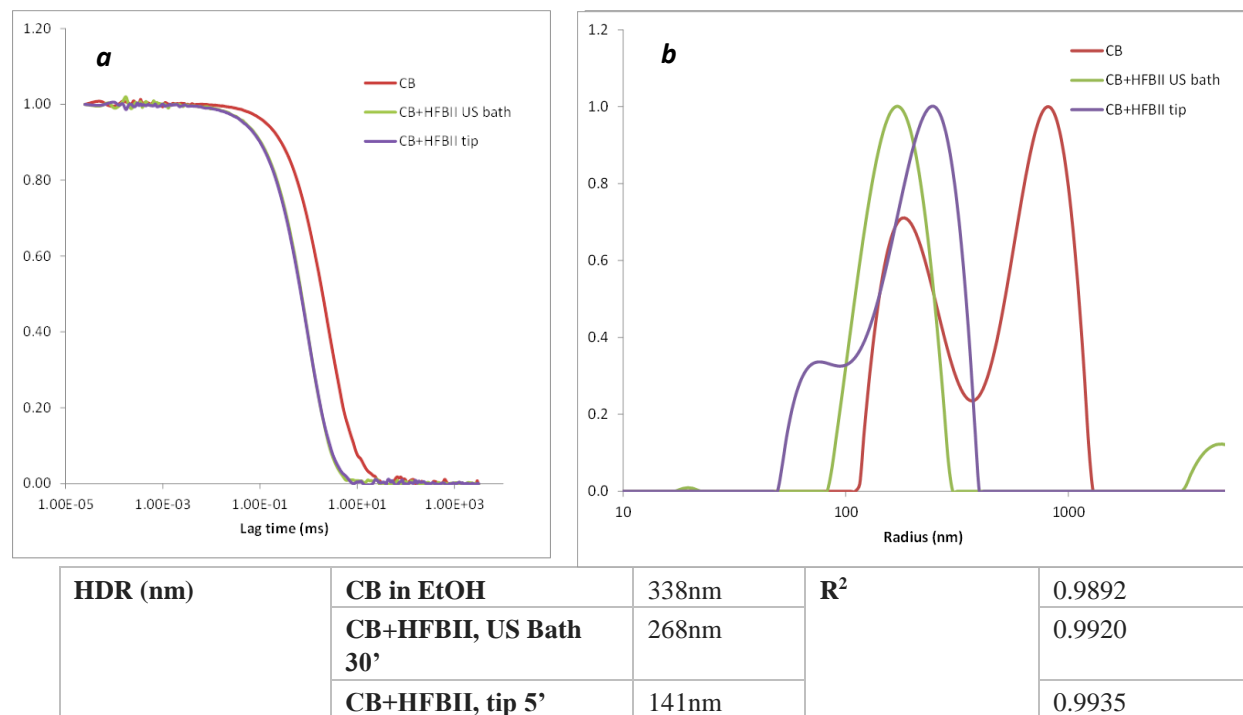 a
1.20
1.00
0.80
0.60
0.40
0.20
0.00
1.00E-05 1.00E-03 1.00E-01 1.00E+01 1.00E+03
Lag time (ms)
CB
CB+HFBII US bath
CB+HFBII tip
b
1.2
1.0
0.8
0.6
0.4
0.2
0.0
10 100 1000
Radius (nm)
CB
CB+HFBII US bath
CB+HFBII tip
HDR (nm) CB in EtOH 338nm R² 0.9892
CB+HFBII, US Bath 268nm 0.9920
30’
CB+HFBII, tip 5’ 141nm 0.9935